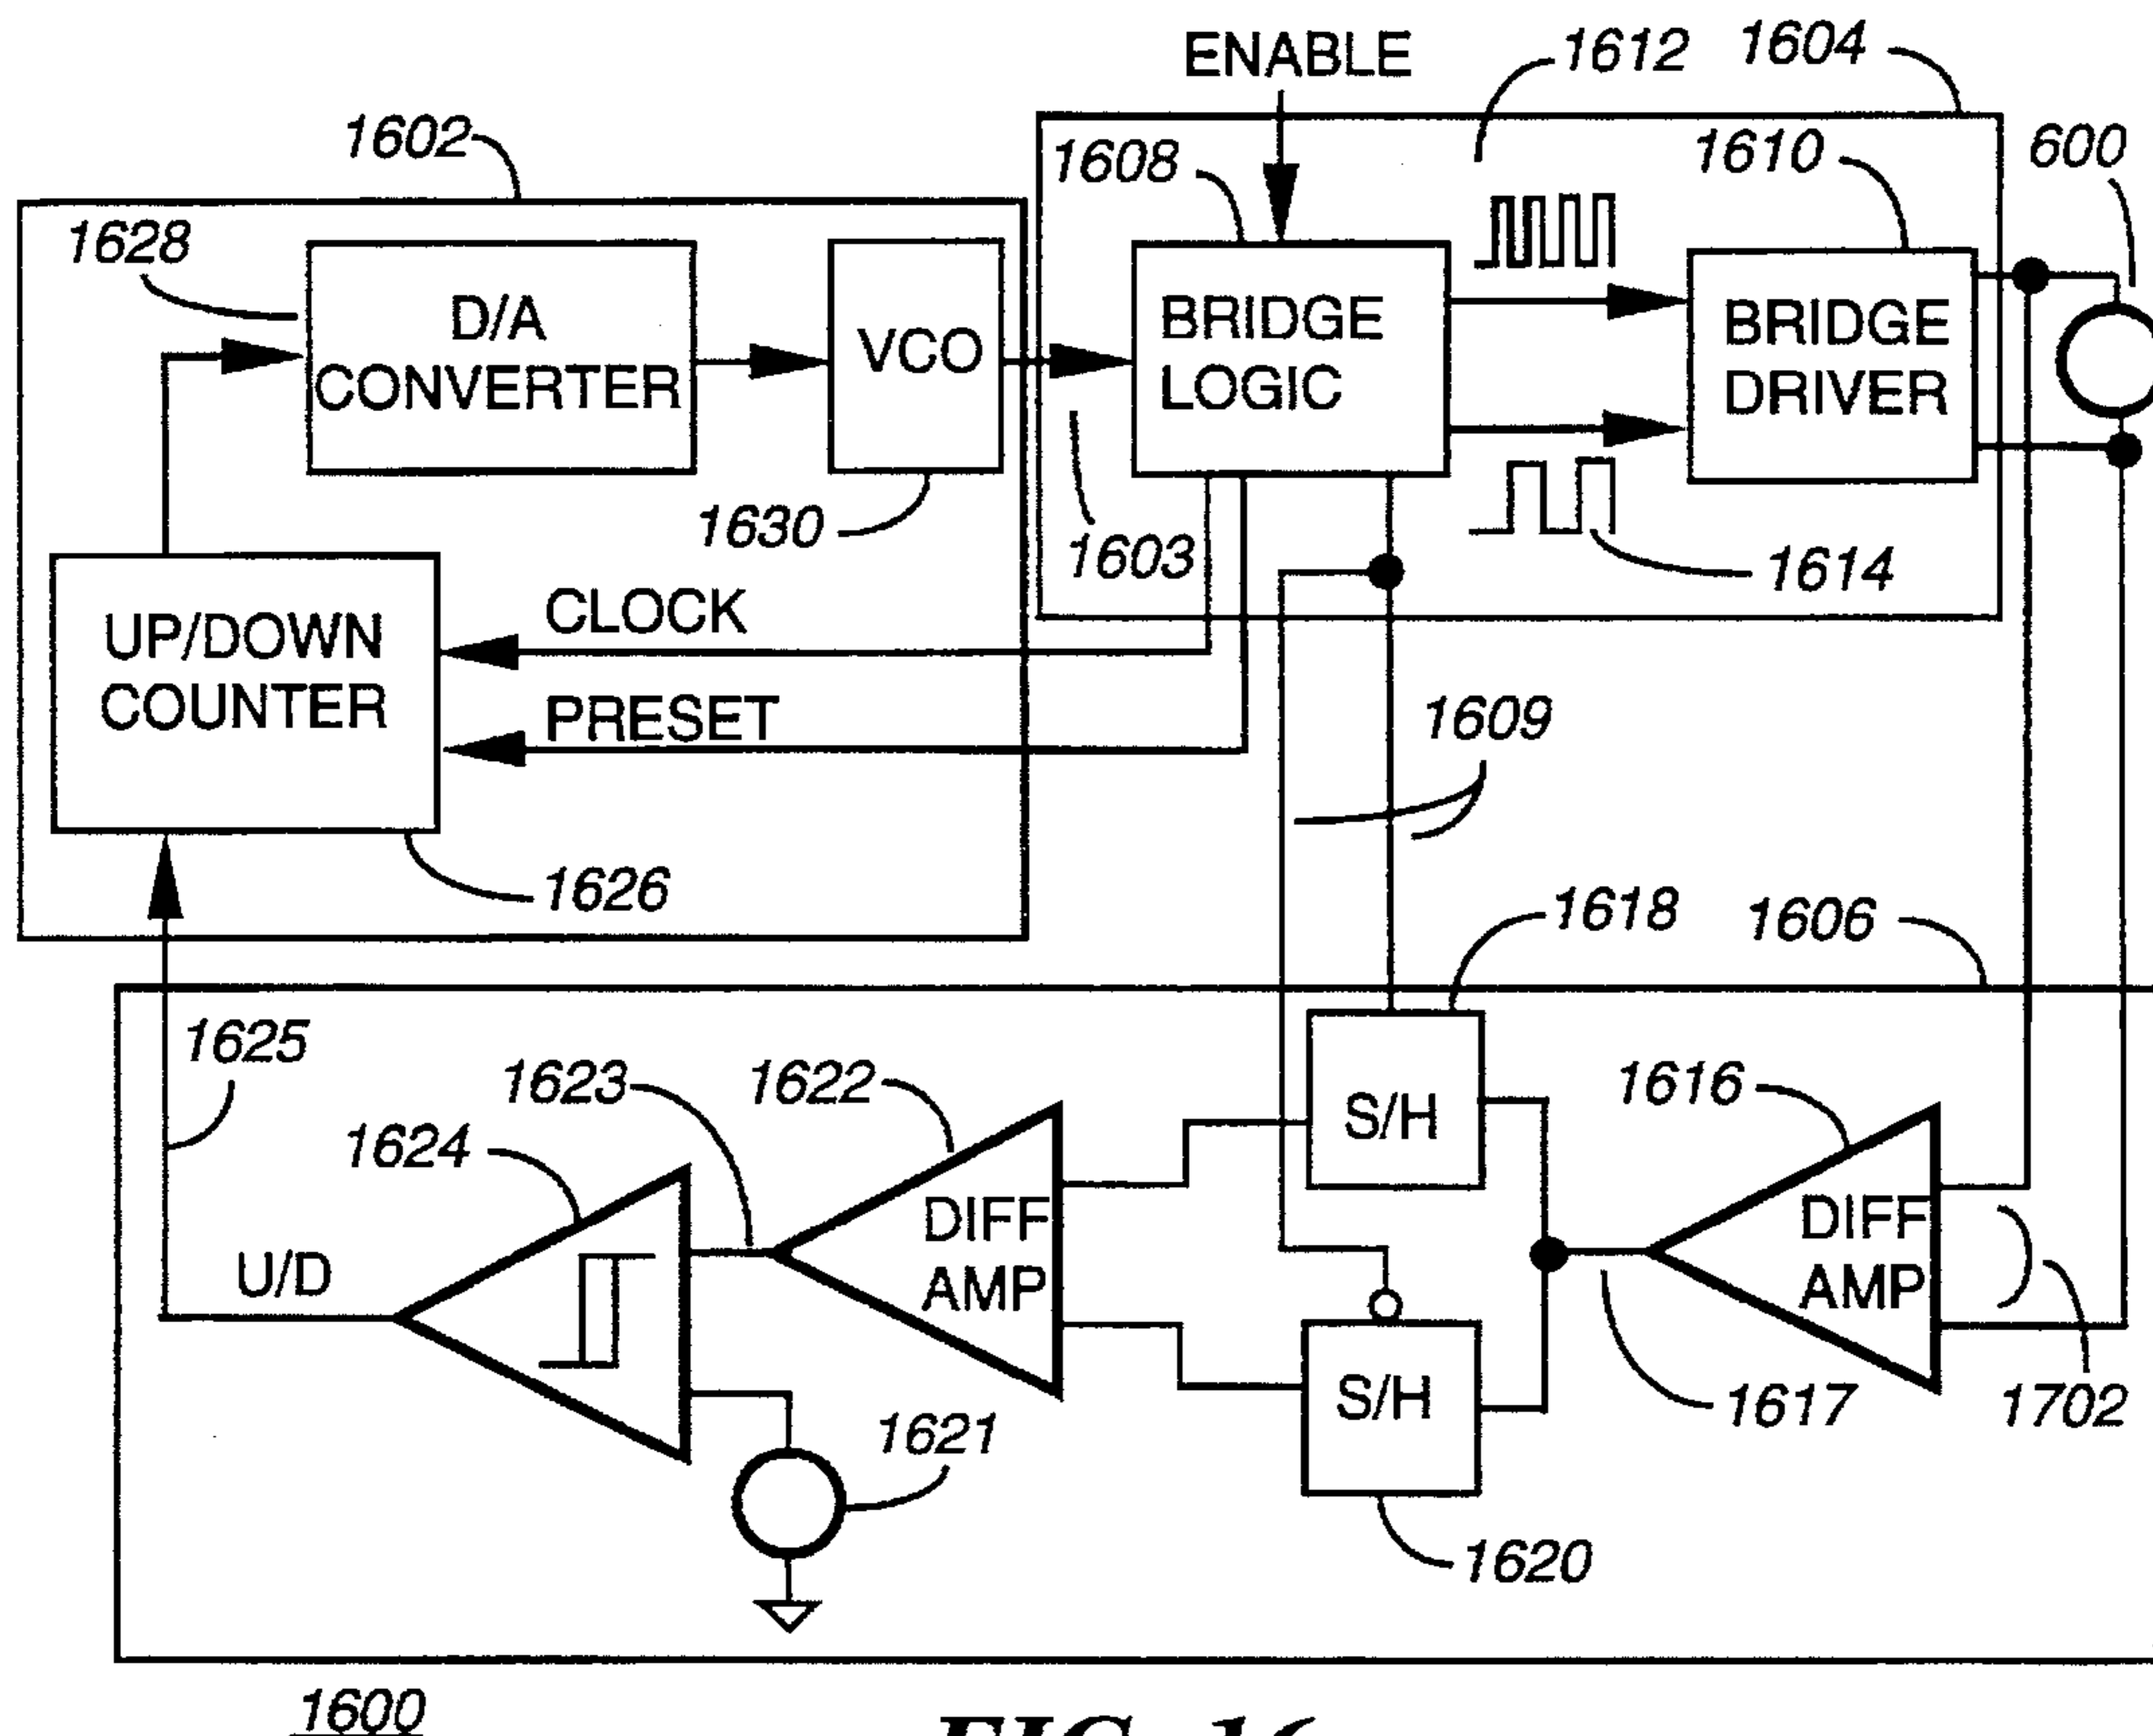 ENABLE
1612
1604
1602
1608
1610
600
1628
D/A
CONVERTER
VCO
BRIDGE
LOGIC
BRIDGE
DRIVER
1630
1603
1614
UP/DOWN
COUNTER
CLOCK
PRESET
1609
1626
1618
1606
1625
1623
1622
S/H
1616
1624
DIFF
AMP
DIFF
AMP
U/D
S/H
1621
1617
1702
1620
1600
FIG. 16